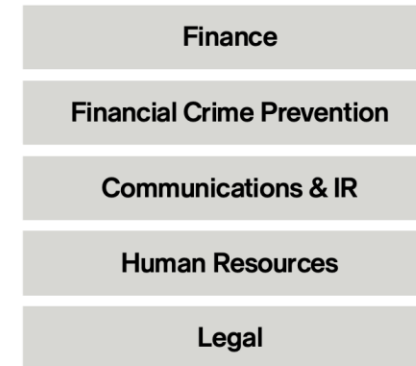 Finance
Financial Crime Prevention
Communications & IR
Human Resources
Legal